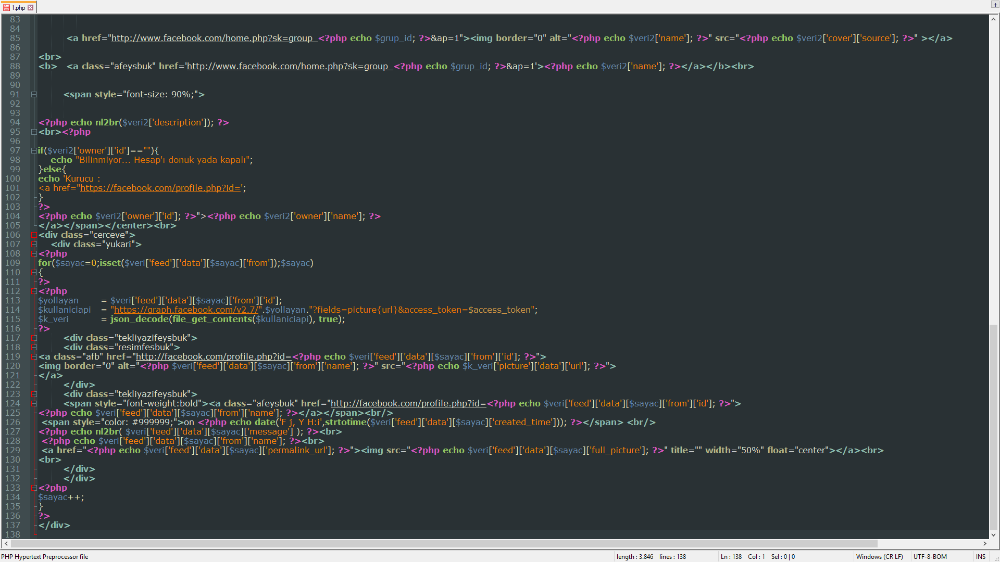 1.php
83
84
85 <a href="http://www.facebook.com/home.php?sk=group_<?php echo $grup_id; ?>&ap=1"><img border="0" alt="<?php echo $veri2['name']; ?>" src="<?php echo $veri2['cover']['source']; ?>" ></a>
86
87 <br>
88 <b> <a class="afeysbuk" href='http://www.facebook.com/home.php?sk=group_<?php echo $grup_id; ?>&ap=1'><?php echo $veri2['name']; ?></a></b><br>
89
90
91 <span style="font-size: 90%;">
92
93
94 <?php echo nl2br($veri2['description']); ?>
95 <br><?php
96
97 if($veri2['owner']['id']==""){
98 echo "Bilinmiyor... Hesap'ı donuk yada kapalı";
99 }else{
100 echo 'Kurucu :
101 <a href="https://facebook.com/profile.php?id=';
102 }
103 ?>
104 <?php echo $veri2['owner']['id']; ?>"><?php echo $veri2['owner']['name']; ?>
105 </a></span></center><br>
106 <div class="cerceve">
107 <div class="yukari">
108 <?php
109 for($sayac=0;isset($veri['feed']['data'][$sayac]['from']);$sayac)
110 {
111 ?>
112 <?php
113 $yollayan = $veri['feed']['data'][$sayac]['from']['id'];
114 $kullaniciapi = "https://graph.facebook.com/v2.7/".$yollayan."?fields=picture{url}&access_token=$access_token";
115 $k_veri = json_decode(file_get_contents($kullaniciapi), true);
116 ?>
117 <div class="tekliyazifeysbuk">
118 <div class="resimfesbuk">
119 <a class="afb" href="http://facebook.com/profile.php?id=<?php echo $veri['feed']['data'][$sayac]['from']['id']; ?>">
120 <img border="0" alt="<?php $veri['feed']['data'][$sayac]['from']['name']; ?>" src="<?php echo $k_veri['picture']['data']['url']; ?>">
121 </a>
122 </div>
123 <div class="tekliyazifeysbuk">
124 <span style="font-weight:bold"><a class="afeysbuk" href="http://facebook.com/profile.php?id=<?php echo $veri['feed']['data'][$sayac]['from']['id']; ?>">
125 <?php echo $veri['feed']['data'][$sayac]['from']['name']; ?></a></span><br/>
126 <span style="color: #999999;">on <?php echo date('F j, Y H:i',strtotime($veri['feed']['data'][$sayac]['created_time'])); ?></span> <br/>
127 <?php echo nl2br( $veri['feed']['data'][$sayac]['message'] ); ?><br>
128 <?php echo $veri['feed']['data'][$sayac]['from']['name']; ?><br>
129 <a href="<?php echo $veri['feed']['data'][$sayac]['permalink_url']; ?>"><img src="<?php echo $veri['feed']['data'][$sayac]['full_picture']; ?>" title="" width="50%" float="center"></a><br>
130 <br>
131 </div>
132 </div>
133 <?php
134 $sayac++;
135 }
136 ?>
137 </div>
138
PHP Hypertext Preprocessor file length : 3.846 lines : 138 Ln : 138 Col : 1 Sel : 0 | 0 Windows (CR LF) UTF-8-BOM INS